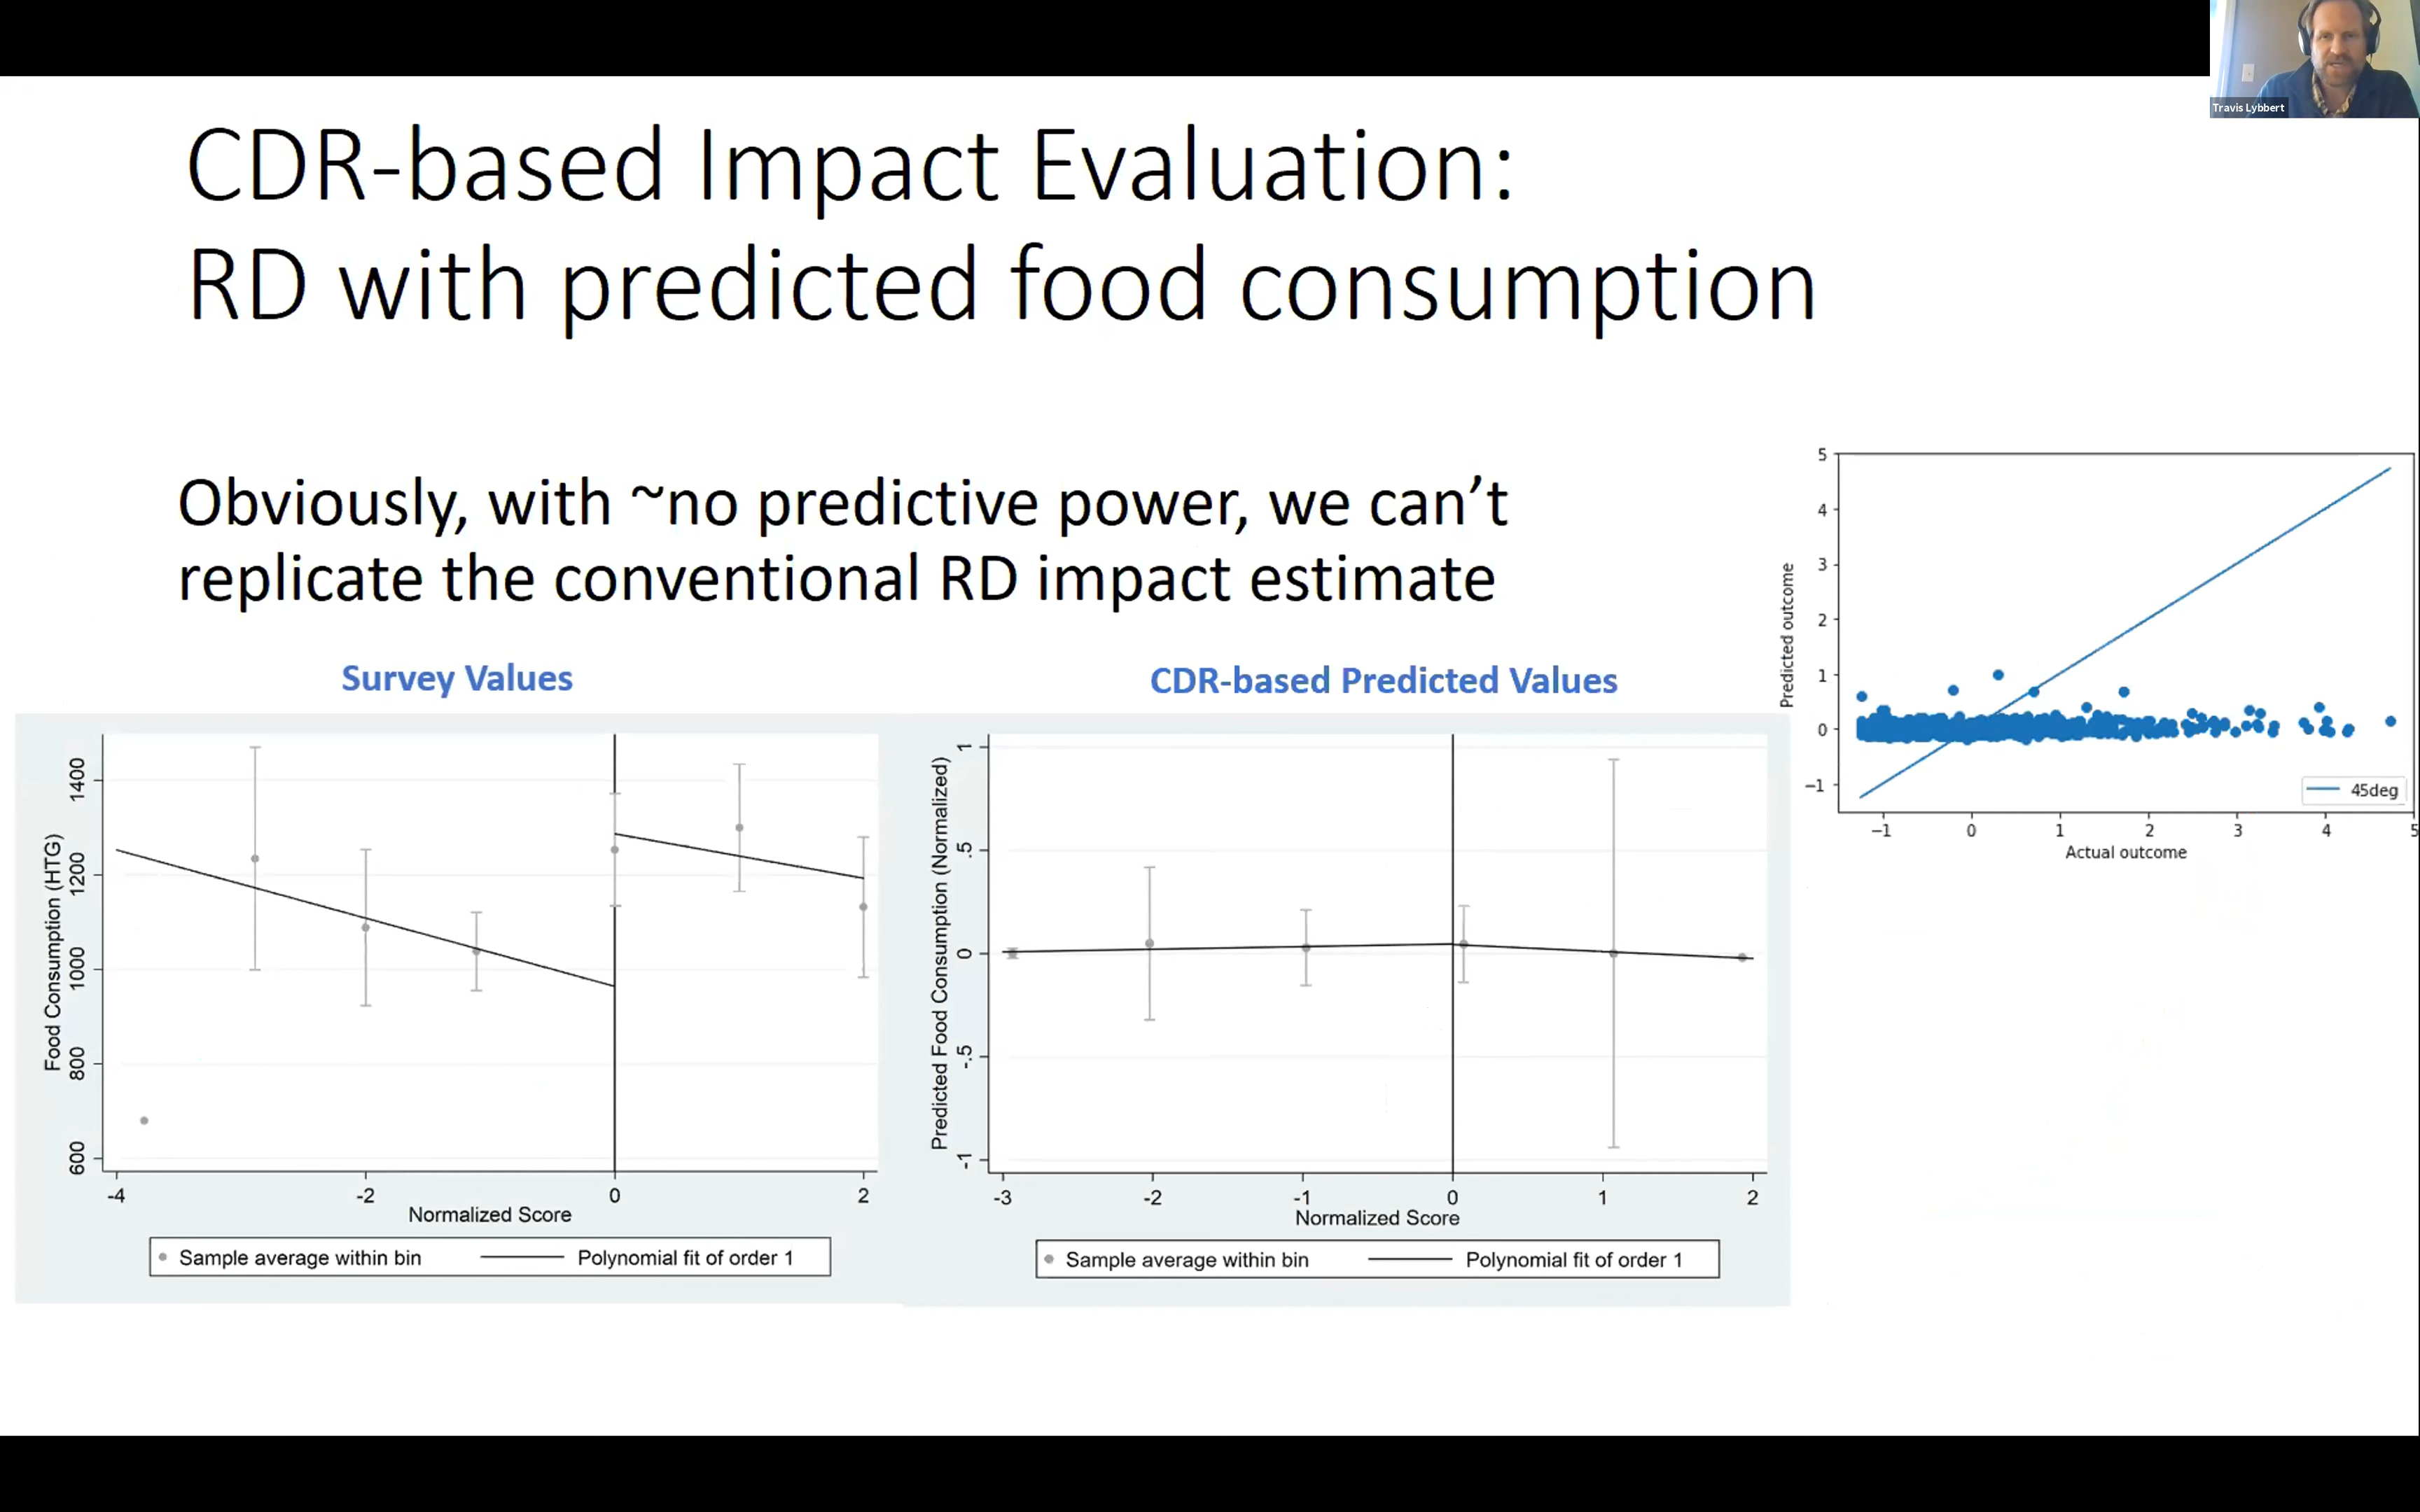 Travis Lybbert
CDR-based Impact Evaluation:
RD with predicted food consumption
Obviously, with ~no predictive power, we can’t
replicate the conventional RD impact estimate
Survey Values
Food Consumption (HTG)
1400
1200
1000
800
600
-4
-2
0
2
Normalized Score
Sample average within bin
Polynomial fit of order 1
CDR-based Predicted Values
Predicted Food Consumption (Normalized)
1
.5
0
-.5
-1
-3
-2
-1
0
1
2
Normalized Score
Sample average within bin
Polynomial fit of order 1
Predicted outcome
5
4
3
2
1
0
−1
45deg
−1
0
1
2
3
4
5
Actual outcome